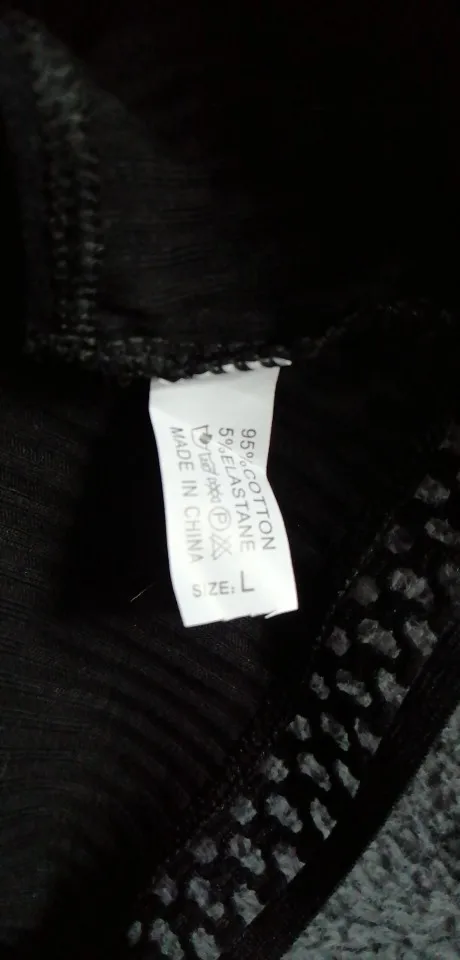 95%COTTON
5%ELASTANE
P
MADE IN CHINA
SIZE: L